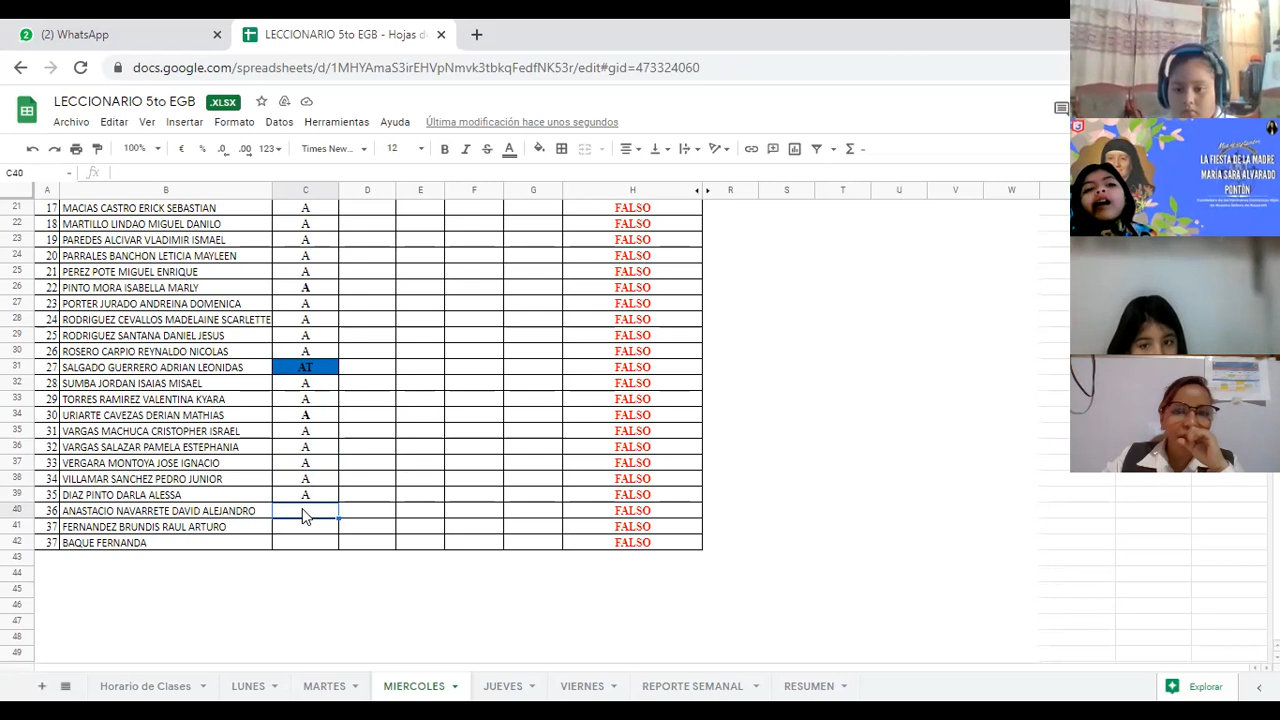 2 (2) WhatsApp
LECCIONARIO 5to EGB - Hojas d
docs.google.com/spreadsheets/d/1MHYAmaS3irEHVpNmvk3tbkqFedfNK53r/edit#gid=473324060
LECCIONARIO 5to EGB .XLSX
Archivo Editar Ver Insertar Formato Datos Herramientas Ayuda Última modificación hace unos segundos
100% € % .0 .00 123 Times New... 12 B I S A
C40 fx
A B C D E F G H R S T U V W
21 17 MACIAS CASTRO ERICK SEBASTIAN A FALSO
22 18 MARTILLO LINDAO MIGUEL DANILO A FALSO
23 19 PAREDES ALCIVAR VLADIMIR ISMAEL A FALSO
24 20 PARRALES BANCHON LETICIA MAYLEEN A FALSO
25 21 PEREZ POTE MIGUEL ENRIQUE A FALSO
26 22 PINTO MORA ISABELLA MARLY A FALSO
27 23 PORTER JURADO ANDREINA DOMENICA A FALSO
28 24 RODRIGUEZ CEVALLOS MADELAINE SCARLETTE A FALSO
29 25 RODRIGUEZ SANTANA DANIEL JESUS A FALSO
30 26 ROSERO CARPIO REYNALDO NICOLAS A FALSO
31 27 SALGADO GUERRERO ADRIAN LEONIDAS AT FALSO
32 28 SUMBA JORDAN ISAIAS MISAEL A FALSO
33 29 TORRES RAMIREZ VALENTINA KYARA A FALSO
34 30 URIARTE CAVEZAS DERIAN MATHIAS A FALSO
35 31 VARGAS MACHUCA CRISTOPHER ISRAEL A FALSO
36 32 VARGAS SALAZAR PAMELA ESTEPHANIA A FALSO
37 33 VERGARA MONTOYA JOSE IGNACIO A FALSO
38 34 VILLAMAR SANCHEZ PEDRO JUNIOR A FALSO
39 35 DIAZ PINTO DARLA ALESSA A FALSO
40 36 ANASTACIO NAVARRETE DAVID ALEJANDRO FALSO
41 37 FERNANDEZ BRUNDIS RAUL ARTURO FALSO
42 37 BAQUE FERNANDA FALSO
43
44
45
46
47
48
49
Horario de Clases LUNES MARTES MIERCOLES JUEVES VIERNES REPORTE SEMANAL RESUMEN Explorar
LA FIESTA DE LA MADRE
MARÍA SARA ALVARADO
PONTÓN